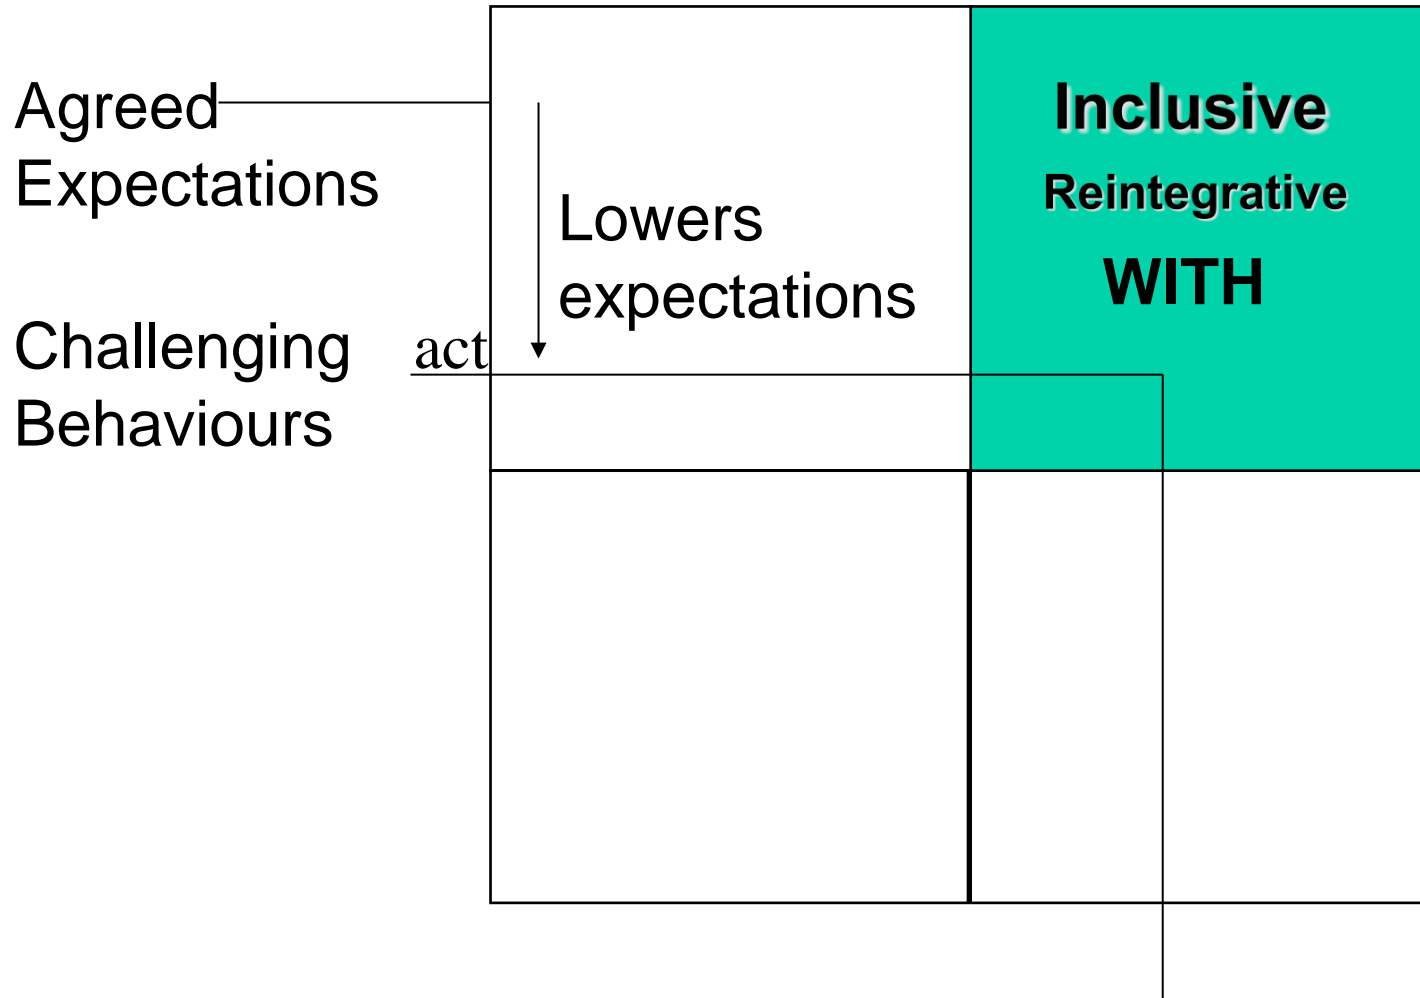 Agreed
Expectations
Challenging
Behaviours
act
Lowers
expectations
Inclusive
Reintegrative
WITH